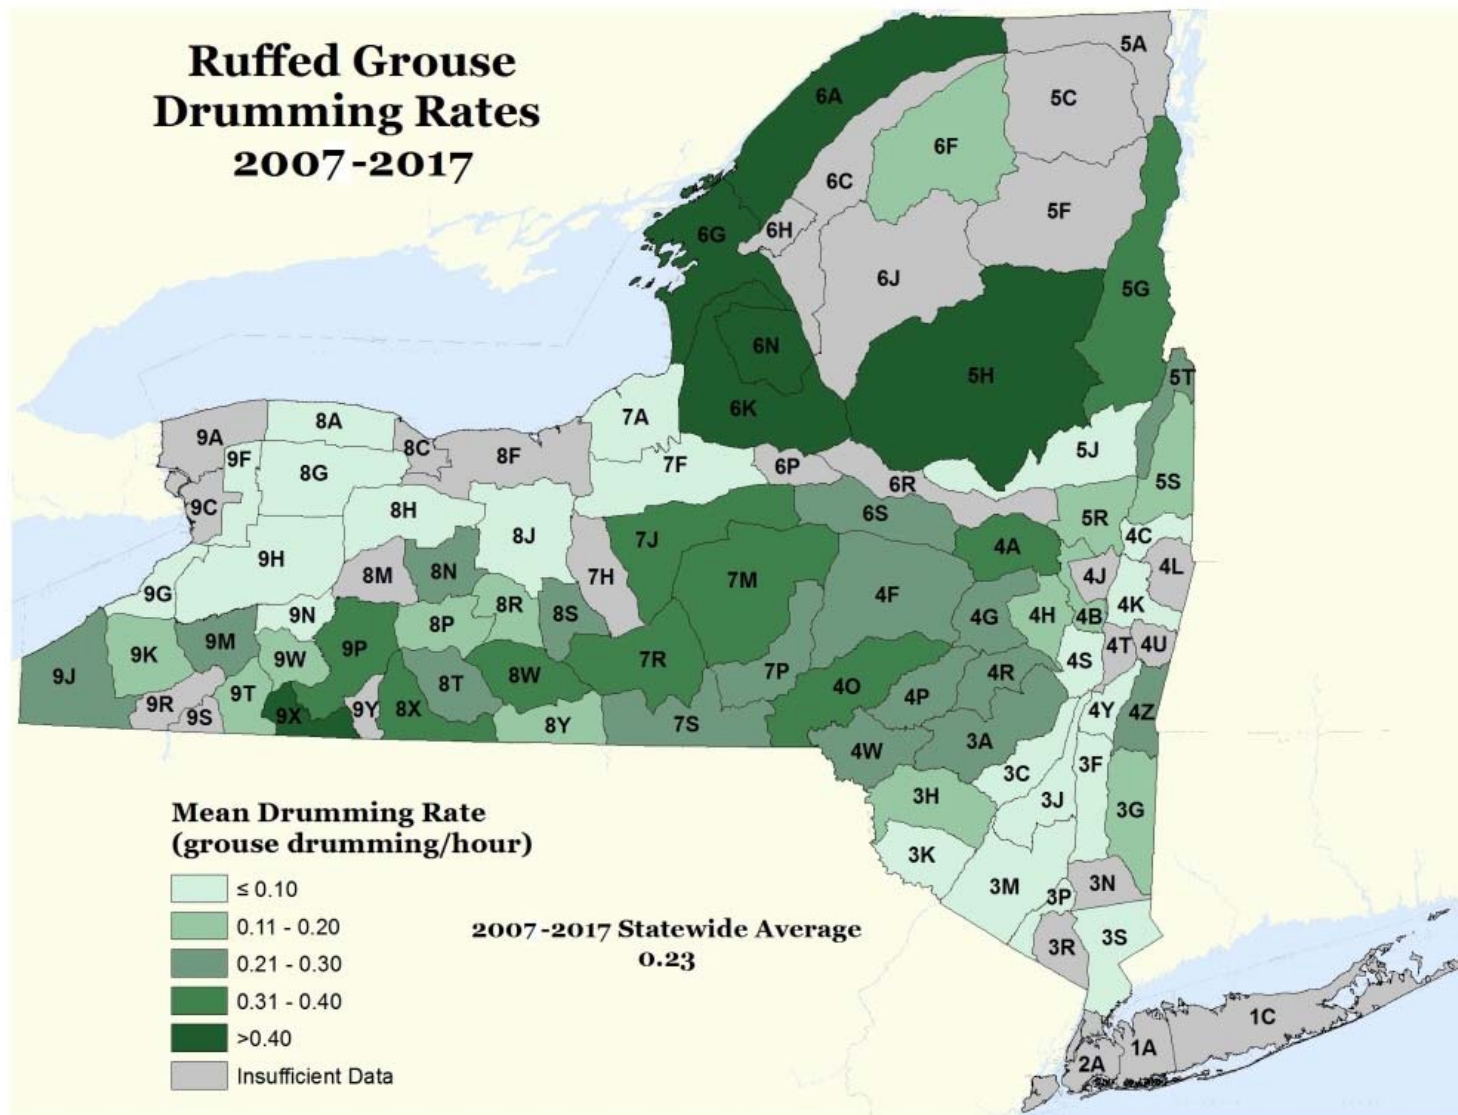 Ruffed Grouse
Drumming Rates
2007-2017
5A
6A
5C
6F
6C
5F
6H
6G
6J
5G
6N
5H
5T
6K
7A
8A
9A
8C
5J
9F
8F
7F
6P
8G
5S
6R
9C
8H
6S
5R
8J
4C
7J
4A
9H
8N
8M
7H
7M
4J
4L
9G
4F
8R
4K
8S
4G
4H
4B
9N
8P
9M
9P
4T
4U
9K
9W
7R
4S
9J
7P
4R
8W
8T
4O
9T
4P
9R
9Y
8X
4Y
4Z
9S
9X
8Y
7S
3A
4W
3F
3C
3H
3J
3G
3K
3N
3M
3P
3S
3R
1C
1A
2A
Mean Drumming Rate
(grouse drumming/hour)
≤ 0.10
0.11 - 0.20
0.21 - 0.30
0.31 - 0.40
>0.40
Insufficient Data
2007-2017 Statewide Average
0.23